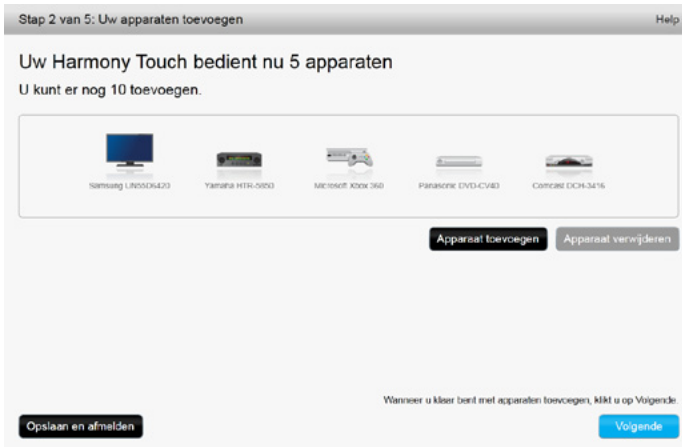 Stap 2 van 5: Uw apparaten toevoegen Help
Uw Harmony Touch bedient nu 5 apparaten
U kunt er nog 10 toevoegen.
Samsung UN55D6420 Yamaha HTR-5850 Microsoft Xbox 360 Panasonic DVD-CV40 Comcast DCH-3416
Apparaat toevoegen Apparaat verwijderen
Wanneer u klaar bent met apparaten toevoegen, klikt u op Volgende.
Opslaan en afmelden Volgende